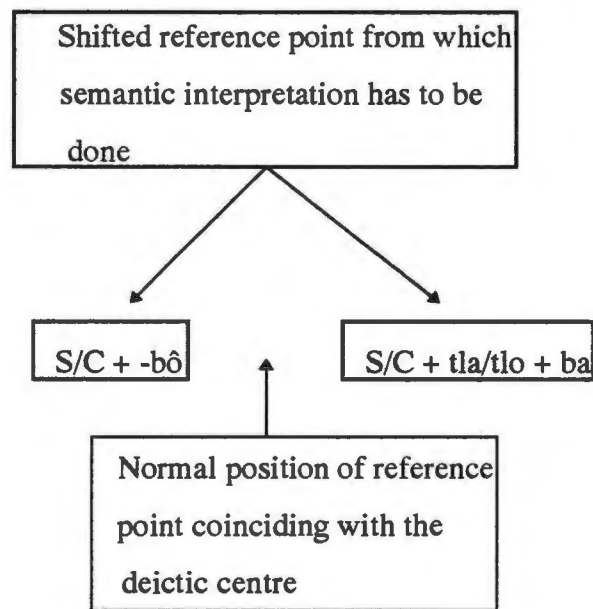 Shifted reference point from which
semantic interpretation has to be
done
S/C + -bô
S/C + tla/tlo + ba
Normal position of reference
point coinciding with the
deictic centre